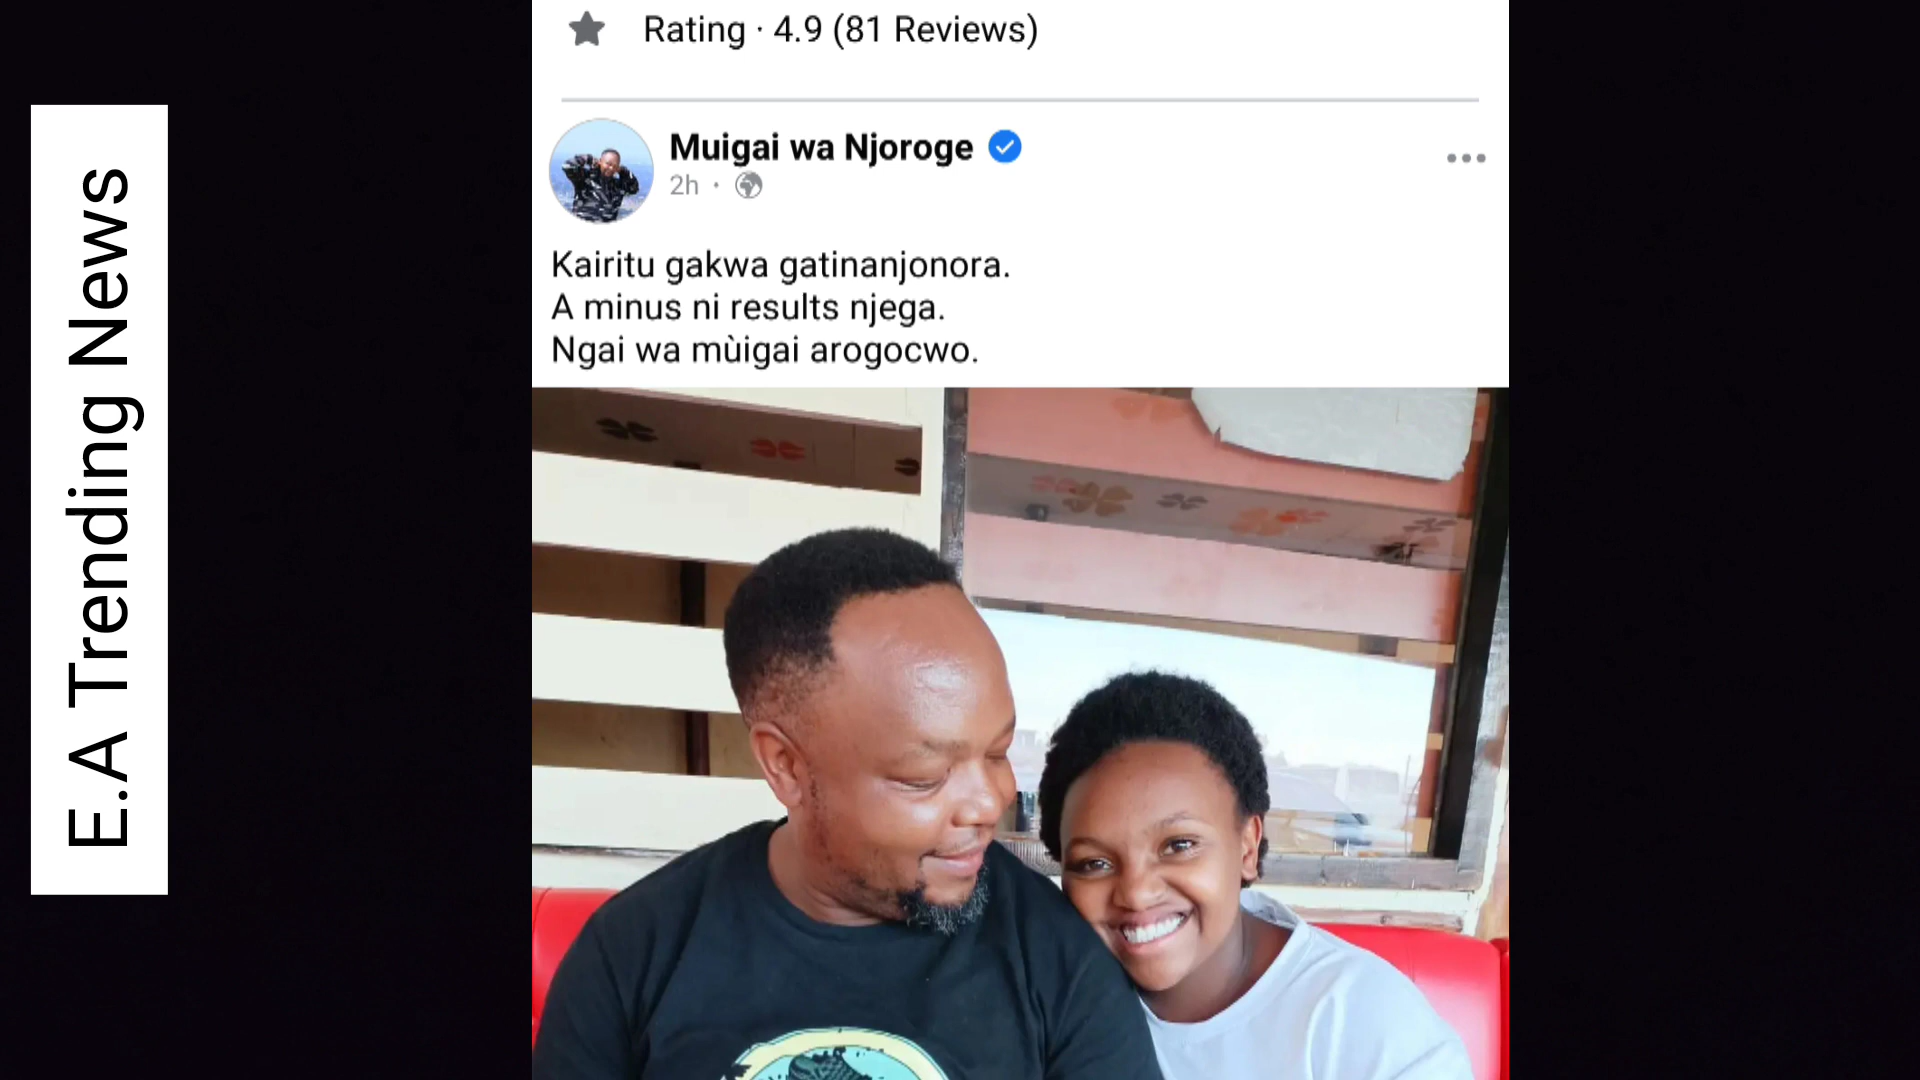 E.A Trending News
Rating · 4.9 (81 Reviews)
Muigai wa Njoroge
2h ·
Kairitu gakwa gatinanjonora.
A minus ni results njega.
Ngai wa mùigai arogocwo.